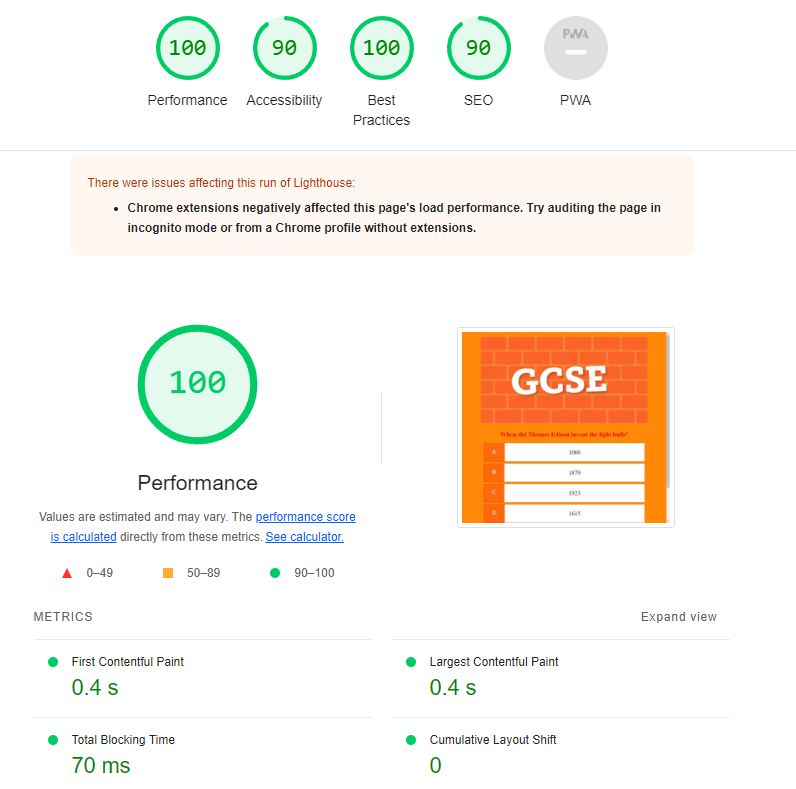 100
90
100
90
PWA
Performance
Accessibility
Best
Practices
SEO
PWA
There were issues affecting this run of Lighthouse:
• Chrome extensions negatively affected this page's load performance. Try auditing the page in
incognito mode or from a Chrome profile without extensions.
100
Performance
Values are estimated and may vary. The performance score
is calculated directly from these metrics. See calculator.
0–49
50–89
90–100
GCSE
When did Thomas Edison invent the light bulb?
A 1066
B 1879
C 1923
D 1615
METRICS
Expand view
First Contentful Paint
0.4 s
Largest Contentful Paint
0.4 s
Total Blocking Time
70 ms
Cumulative Layout Shift
0